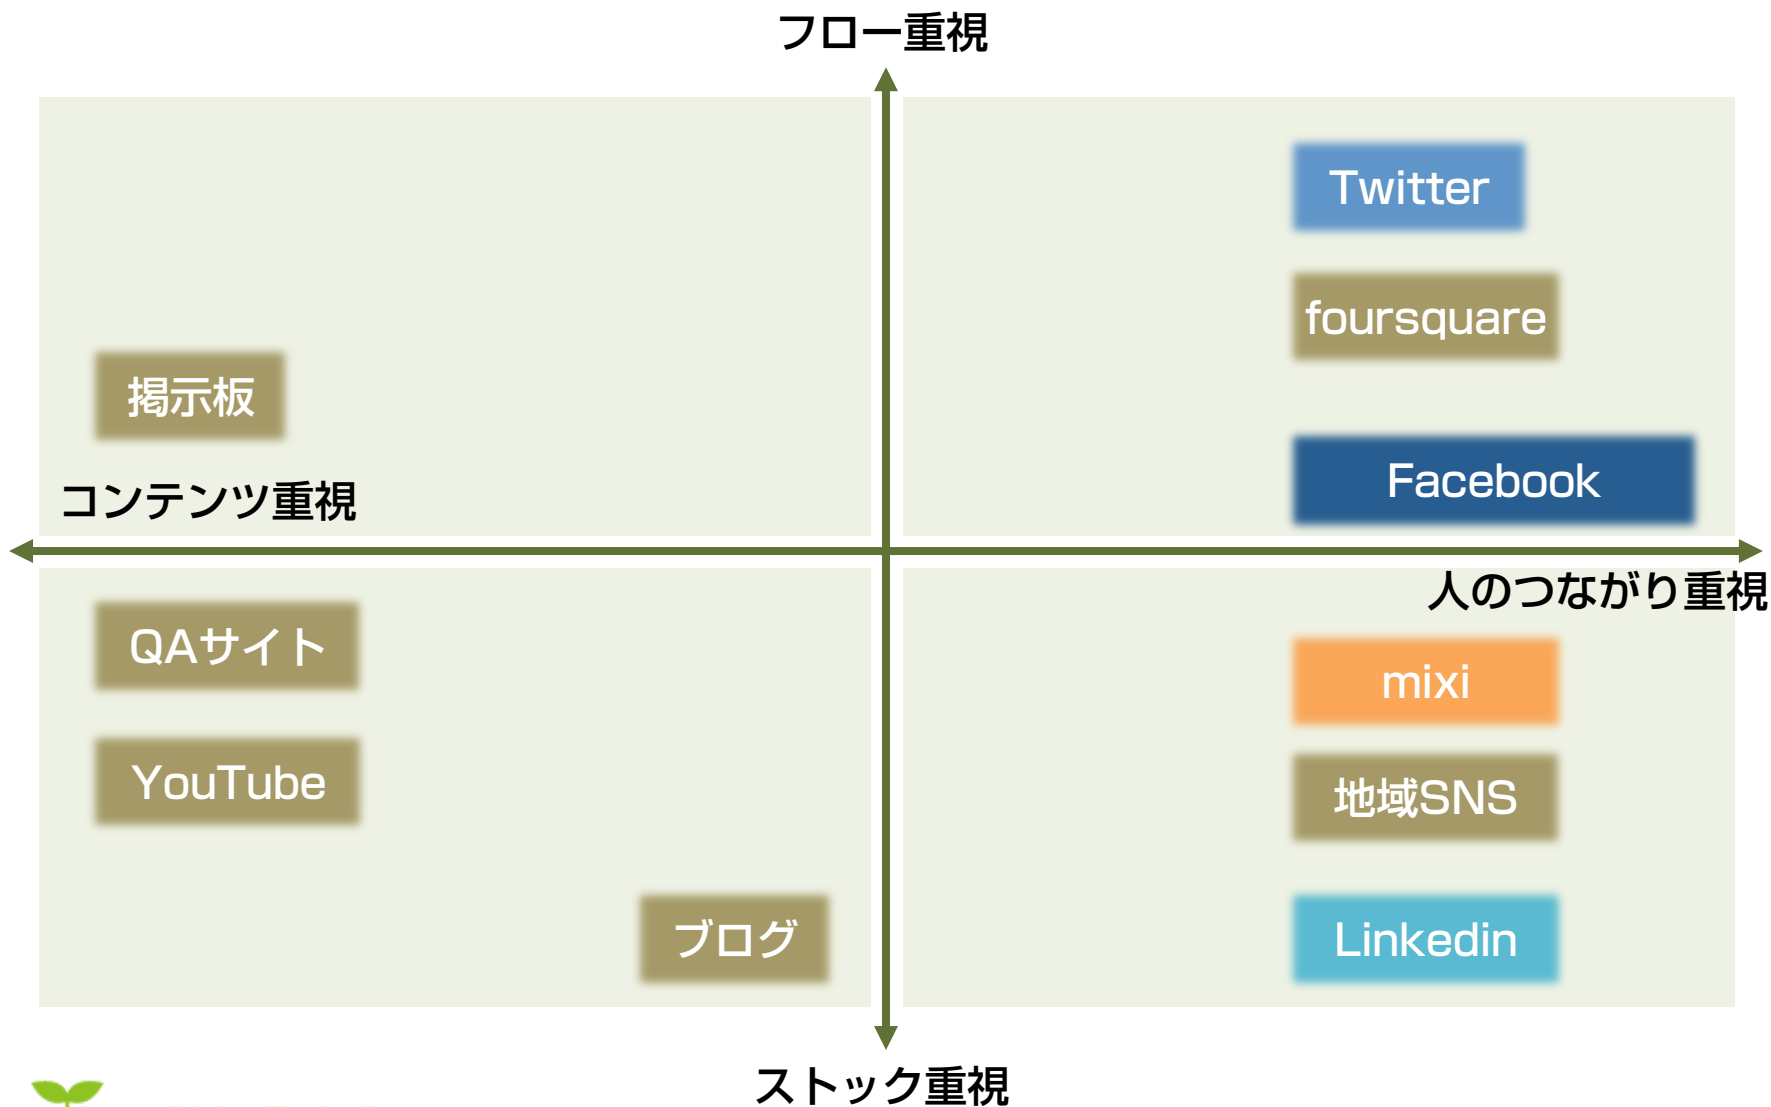 フロー重視
Twitter
foursquare
掲示板
Facebook
コンテンツ重視
人のつながり重視
QAサイト
mixi
YouTube
地域SNS
ブログ
Linkedin
ストック重視